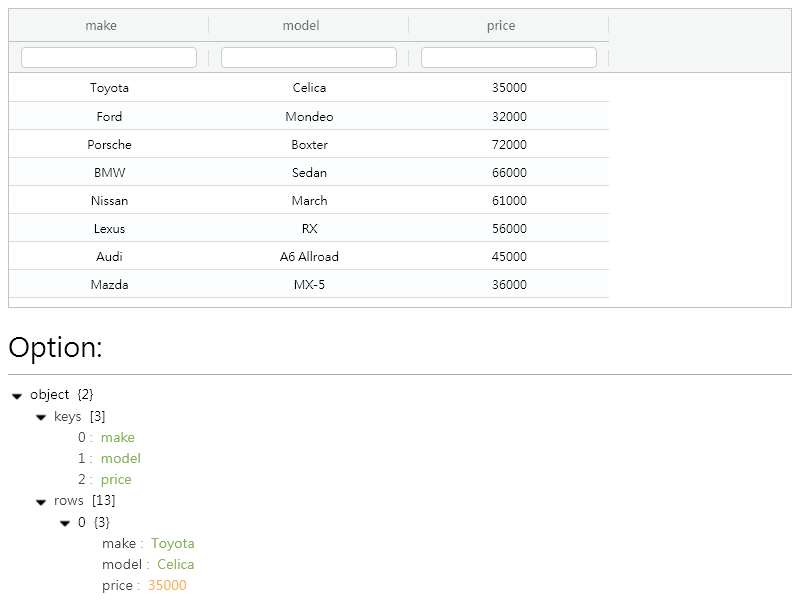 make model price
Toyota Celica 35000
Ford Mondeo 32000
Porsche Boxter 72000
BMW Sedan 66000
Nissan March 61000
Lexus RX 56000
Audi A6 Allroad 45000
Mazda MX-5 36000
Option:
object {2}
keys [3]
0 : make
1 : model
2 : price
rows [13]
0 {3}
make : Toyota
model : Celica
price : 35000